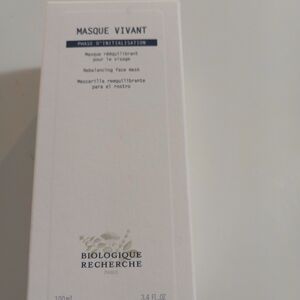 MASQUE VIVANT
PHASE D'INITIALISATION
Masque rééquilibrant
pour le visage
Rebalancing face mask
Mascarilla reequilibrante
para el rostro
BIOLOGIQUE
RECHERCHE
PARIS
100ml 3.4 FL.OZ